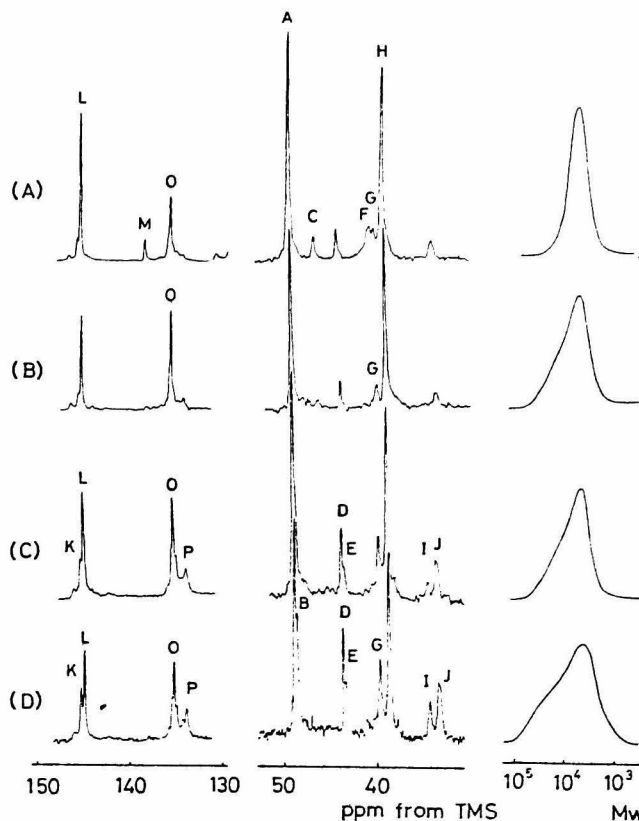 A
L
H
(A)
O
M
C
F G
O
(B)
G
L
O
K
P
(C)
D
E
I J
B
L
O
K
P
(D)
D
E
G
I J
150 140 130
50 40
10⁵ 10⁴ 10³
ppm from TMS
Mw